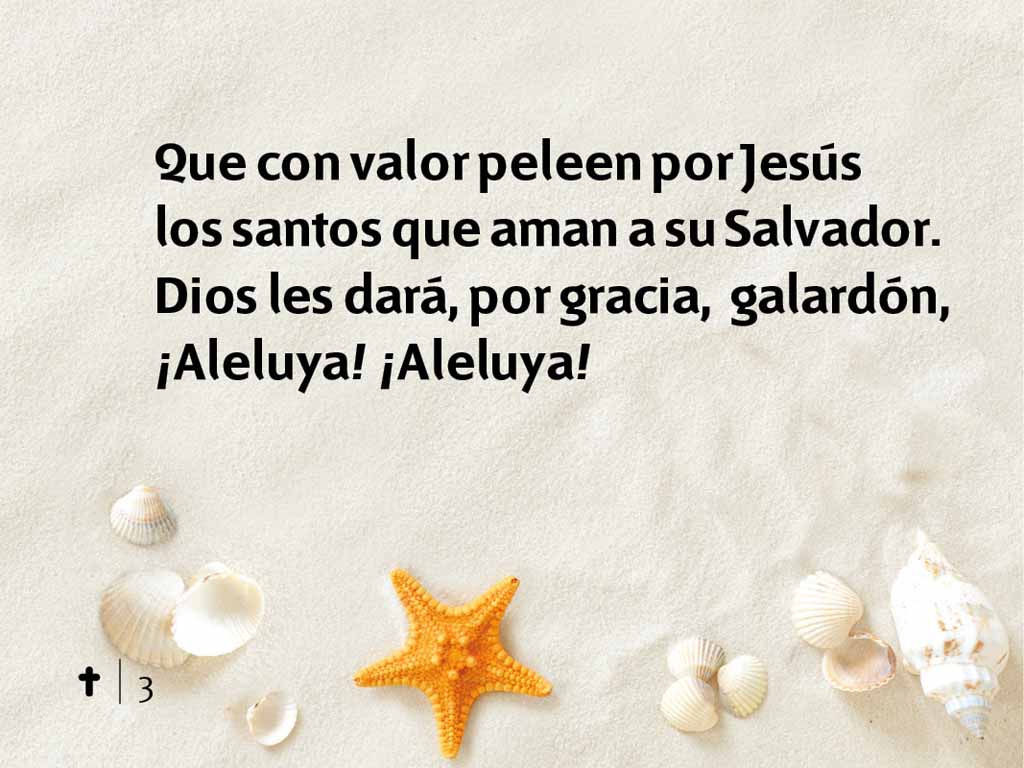 Que con valor peleen por Jesús
los santos que aman a su Salvador.
Dios les dará, por gracia, galardón,
¡Aleluya! ¡Aleluya!
3